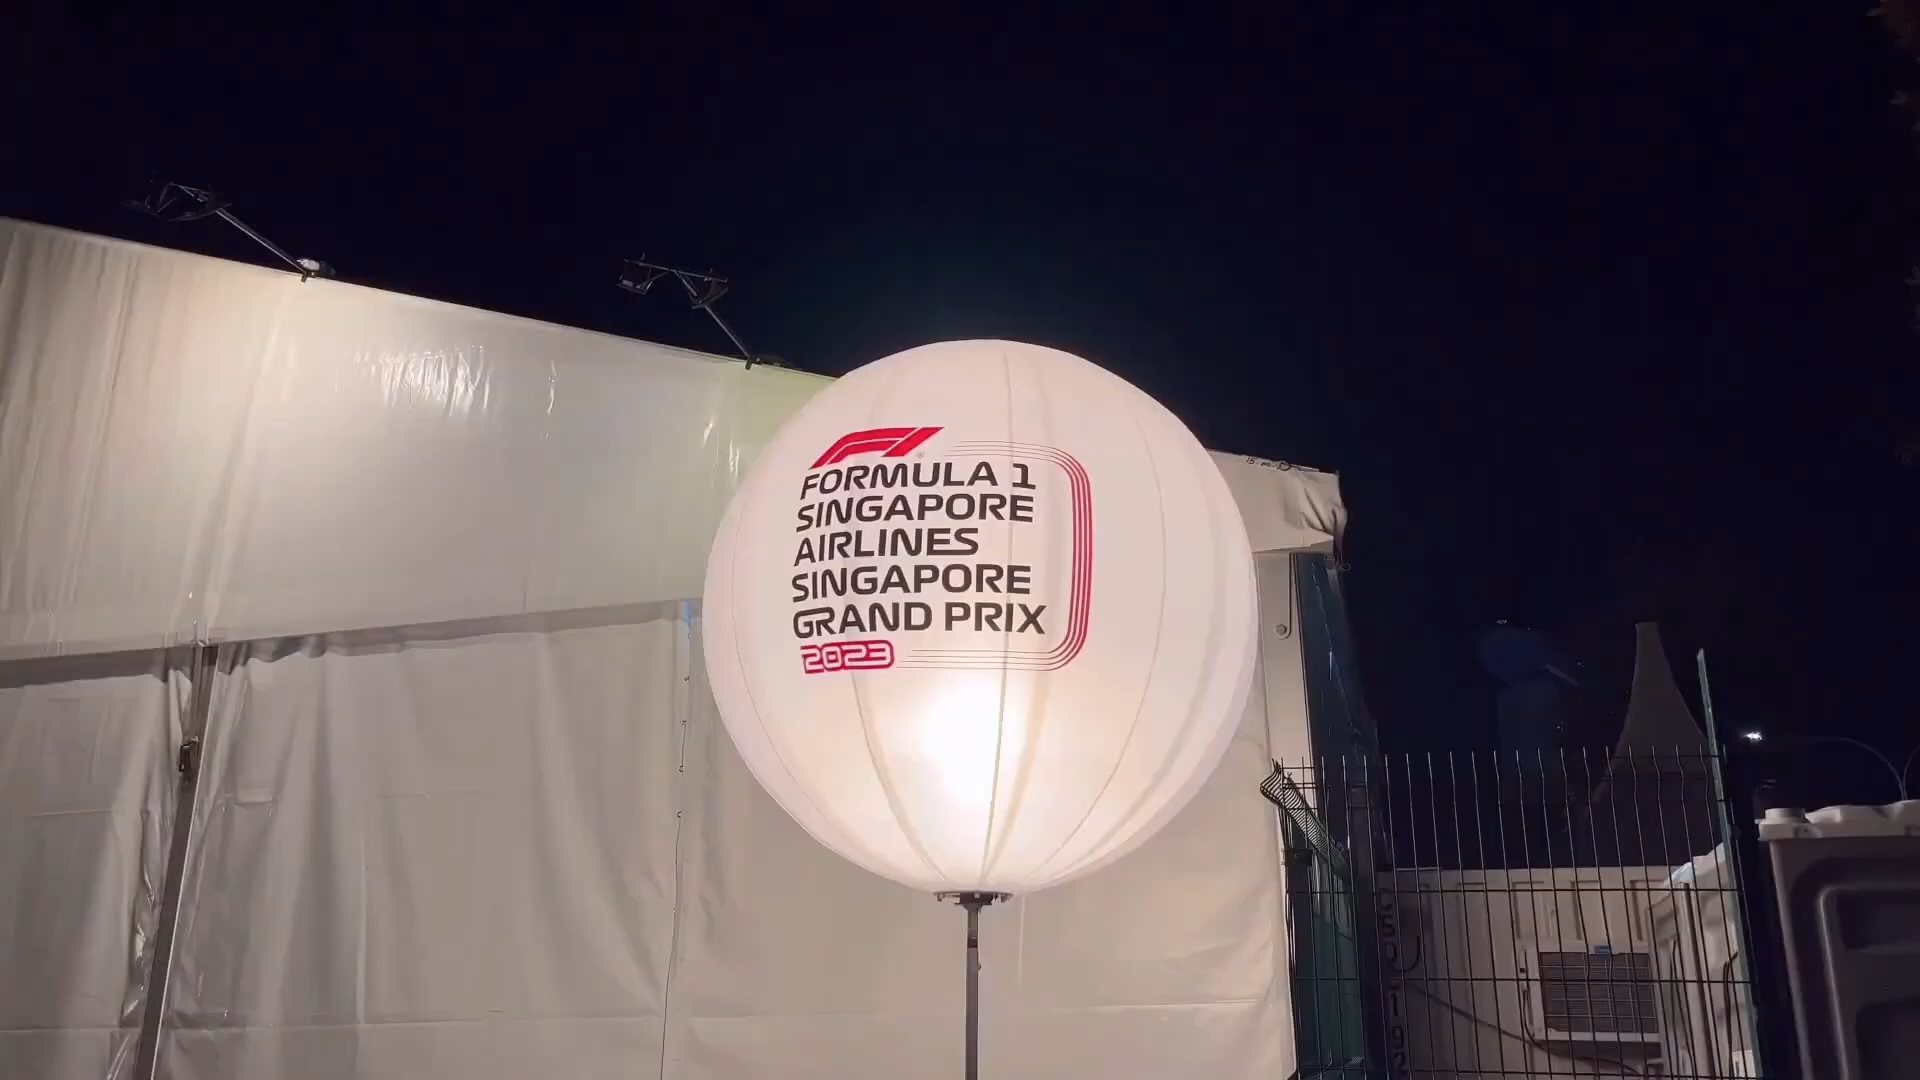 F1
FORMULA 1
SINGAPORE
AIRLINES
SINGAPORE
GRAND PRIX
2023